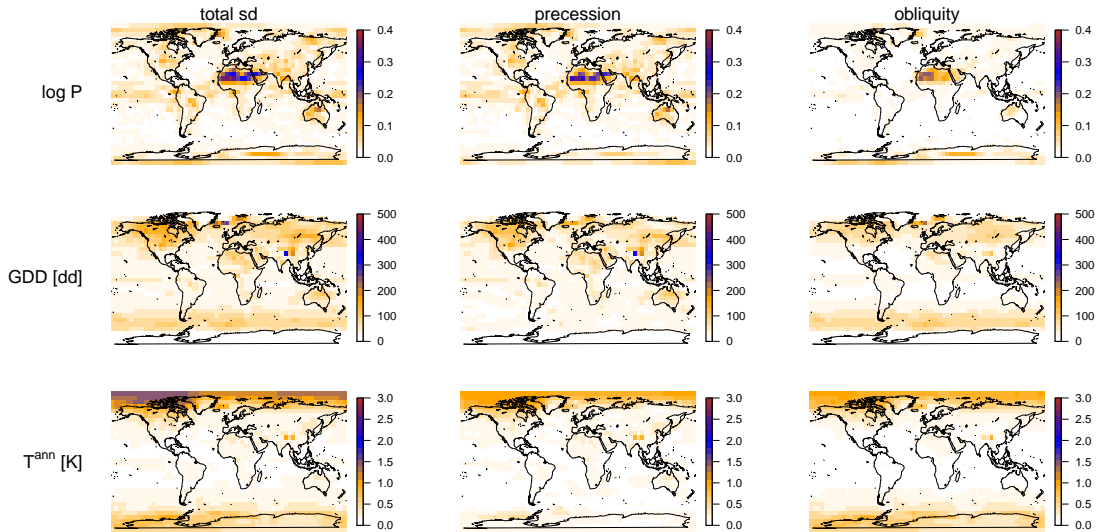 total sd precession obliquity
log P
0.4 0.4 0.4
0.3 0.3 0.3
0.2 0.2 0.2
0.1 0.1 0.1
0.0 0.0 0.0
GDD [dd]
500 500 500
400 400 400
300 300 300
200 200 200
100 100 100
0 0 0
T^ann [K]
3.0 3.0 3.0
2.5 2.5 2.5
2.0 2.0 2.0
1.5 1.5 1.5
1.0 1.0 1.0
0.5 0.5 0.5
0.0 0.0 0.0